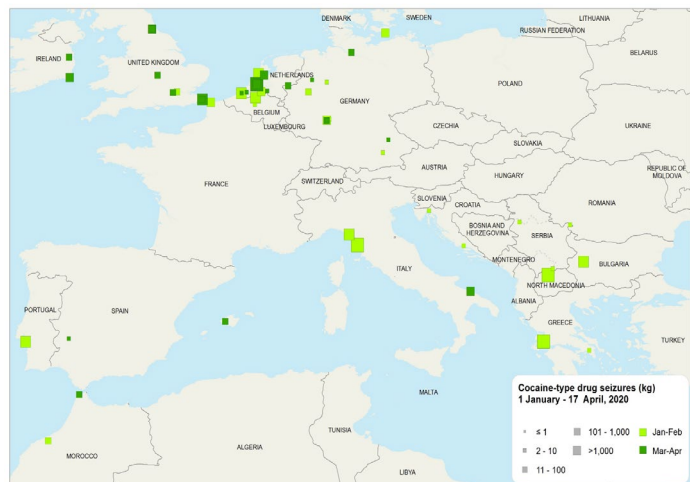 DENMARK
SWEDEN
LITHUANIA
RUSSIAN FEDERATION
IRELAND
UNITED KINGDOM
BELARUS
NETHERLANDS
POLAND
GERMANY
BELGIUM
LUXEMBOURG
CZECHIA
UKRAINE
SLOVAKIA
FRANCE
AUSTRIA
REPUBLIC OF
MOLDOVA
SWITZERLAND
HUNGARY
SLOVENIA
CROATIA
ROMANIA
BOSNIA AND
HERZEGOVINA
SERBIA
ITALY
MONTENEGRO
BULGARIA
NORTH MACEDONIA
ALBANIA
PORTUGAL
SPAIN
GREECE
TURKEY
MALTA
TUNISIA
ALGERIA
MOROCCO
LIBYA
Cocaine-type drug seizures (kg)
1 January - 17 April, 2020
≤ 1
101 - 1,000
Jan-Feb
2 - 10
>1,000
Mar-Apr
11 - 100